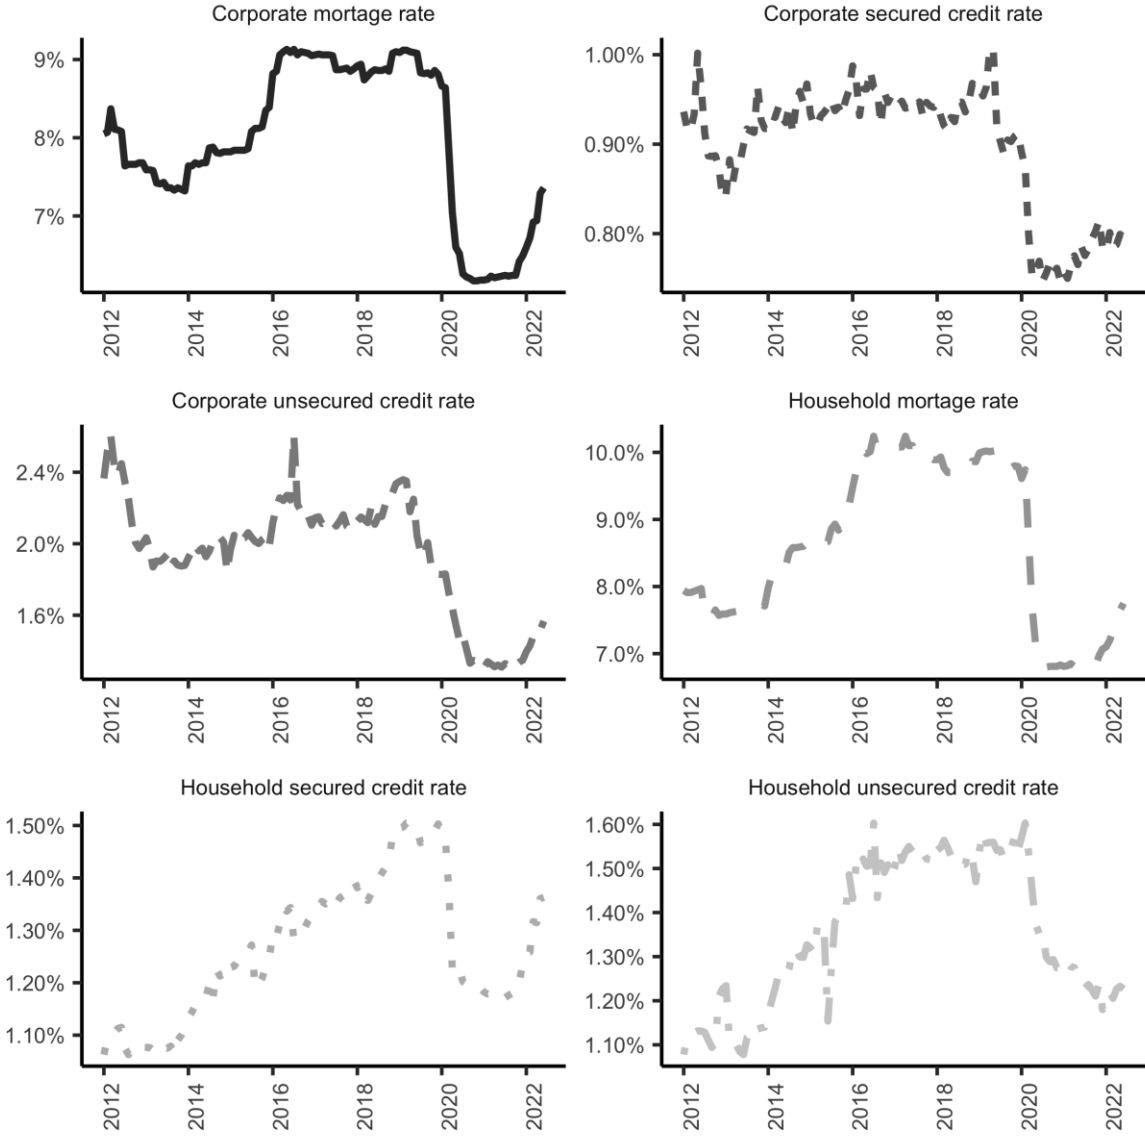 Corporate mortage rate
9%
8%
7%
2012 2014 2016 2018 2020 2022
Corporate secured credit rate
1.00%
0.90%
0.80%
2012 2014 2016 2018 2020 2022
Corporate unsecured credit rate
2.4%
2.0%
1.6%
2012 2014 2016 2018 2020 2022
Household mortage rate
10.0%
9.0%
8.0%
7.0%
2012 2014 2016 2018 2020 2022
Household secured credit rate
1.50%
1.40%
1.30%
1.20%
1.10%
2012 2014 2016 2018 2020 2022
Household unsecured credit rate
1.60%
1.50%
1.40%
1.30%
1.20%
1.10%
2012 2014 2016 2018 2020 2022